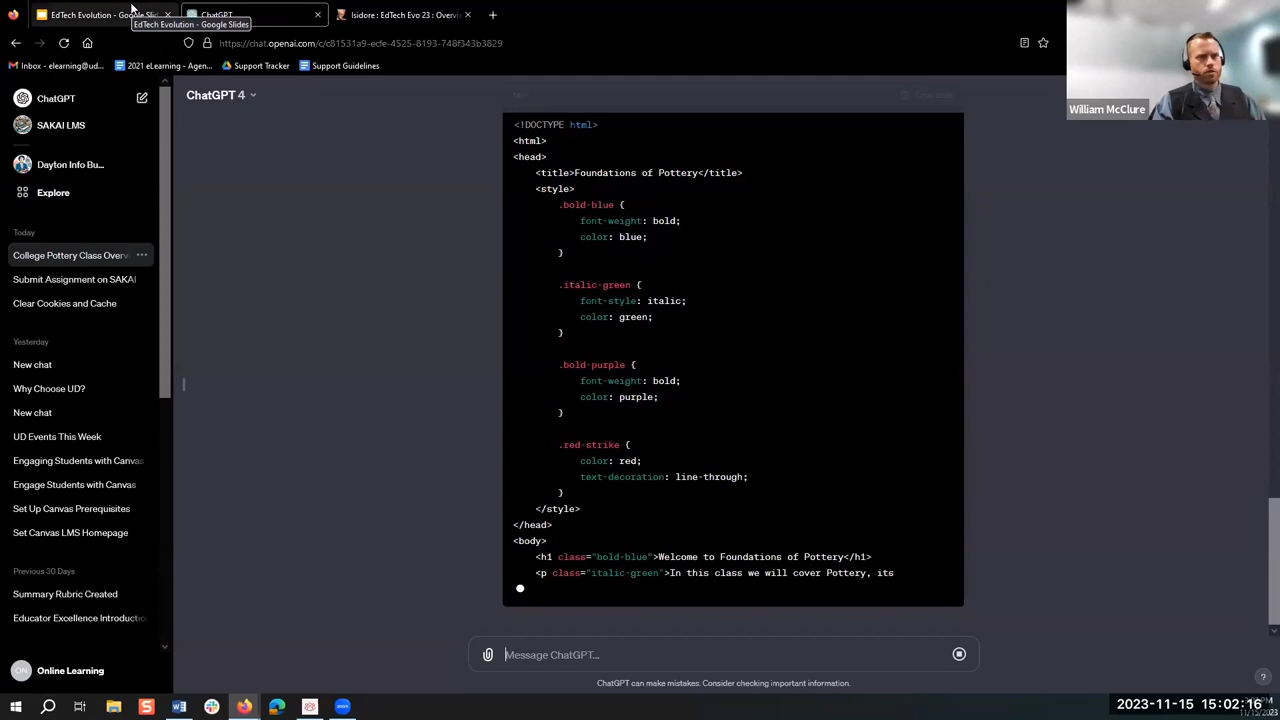 EdTech Evolution - Google Slid
ChatGPT
Isidore : EdTech Evo 23 : Overvi
EdTech Evolution - Google Slides
https://chat.openai.com/c/c81531a9-ecfe-4525-8193-748f343b3829
Inbox - elearning@ud...
2021 eLearning - Agen...
Support Tracker
Support Guidelines
William McClure
ChatGPT
SAKAI LMS
Dayton Info Bu...
Explore
Today
College Pottery Class Overv
Submit Assignment on SAKAI
Clear Cookies and Cache
Yesterday
New chat
Why Choose UD?
New chat
UD Events This Week
Engaging Students with Canvas
Engage Students with Canvas
Set Up Canvas Prerequisites
Set Canvas LMS Homepage
Previous 30 Days
Summary Rubric Created
Educator Excellence Introductio
ON Online Learning
ChatGPT 4
<!DOCTYPE html>
<html>
<head>
<title>Foundations of Pottery</title>
<style>
.bold-blue {
font-weight: bold;
color: blue;
}
.italic-green {
font-style: italic;
color: green;
}
.bold-purple {
font-weight: bold;
color: purple;
}
.red-strike {
color: red;
text-decoration: line-through;
}
</style>
</head>
<body>
<h1 class="bold-blue">Welcome to Foundations of Pottery</h1>
<p class="italic-green">In this class we will cover Pottery, its
Message ChatGPT...
ChatGPT can make mistakes. Consider checking important information.
?
2023-11-15 15:02:16